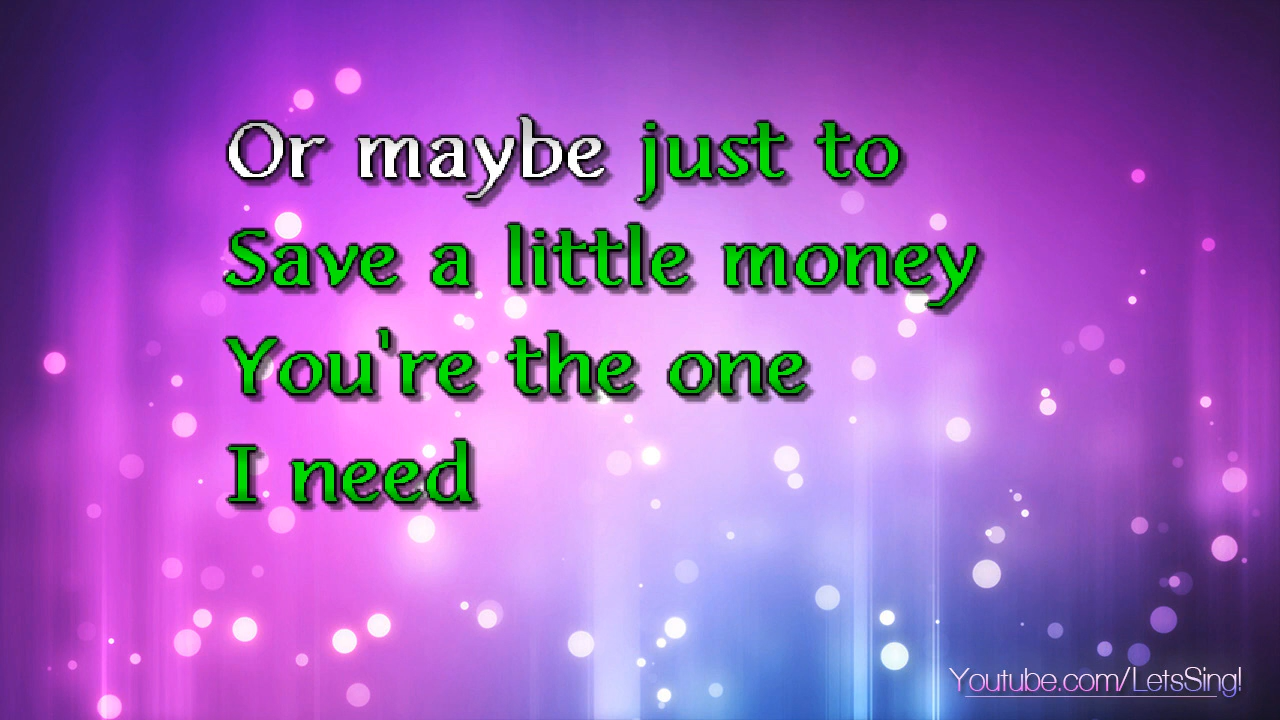 Or maybe just to
Save a little money
You're the one
I need
Youtube.com/LetsSing!